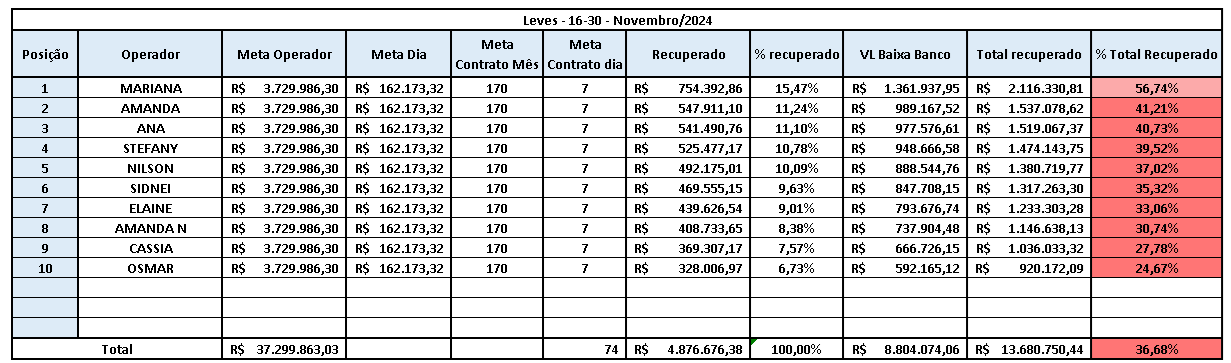 Leves - 16-30 - Novembro/2024
Posição Operador Meta Operador Meta Dia Meta Contrato Mês Meta Contrato dia Recuperado % recuperado VL Baixa Banco Total recuperado % Total Recuperado
1 MARIANA R$ 3.729.986,30 R$ 162.173,32 170 7 R$ 754.392,86 15,47% R$ 1.361.937,95 R$ 2.116.330,81 56,74%
2 AMANDA R$ 3.729.986,30 R$ 162.173,32 170 7 R$ 547.911,10 11,24% R$ 989.167,52 R$ 1.537.078,62 41,21%
3 ANA R$ 3.729.986,30 R$ 162.173,32 170 7 R$ 541.490,76 11,10% R$ 977.576,61 R$ 1.519.067,37 40,73%
4 STEFANY R$ 3.729.986,30 R$ 162.173,32 170 7 R$ 525.477,17 10,78% R$ 948.666,58 R$ 1.474.143,75 39,52%
5 NILSON R$ 3.729.986,30 R$ 162.173,32 170 7 R$ 492.175,01 10,09% R$ 888.544,76 R$ 1.380.719,77 37,02%
6 SIDNEI R$ 3.729.986,30 R$ 162.173,32 170 7 R$ 469.555,15 9,63% R$ 847.708,15 R$ 1.317.263,30 35,32%
7 ELAINE R$ 3.729.986,30 R$ 162.173,32 170 7 R$ 439.626,54 9,01% R$ 793.676,74 R$ 1.233.303,28 33,06%
8 AMANDA N R$ 3.729.986,30 R$ 162.173,32 170 7 R$ 408.733,65 8,38% R$ 737.904,48 R$ 1.146.638,13 30,74%
9 CASSIA R$ 3.729.986,30 R$ 162.173,32 170 7 R$ 369.307,17 7,57% R$ 666.726,15 R$ 1.036.033,32 27,78%
10 OSMAR R$ 3.729.986,30 R$ 162.173,32 170 7 R$ 328.006,97 6,73% R$ 592.165,12 R$ 920.172,09 24,67%
Total R$ 37.299.863,03 74 R$ 4.876.676,38 100,00% R$ 8.804.074,06 R$ 13.680.750,44 36,68%